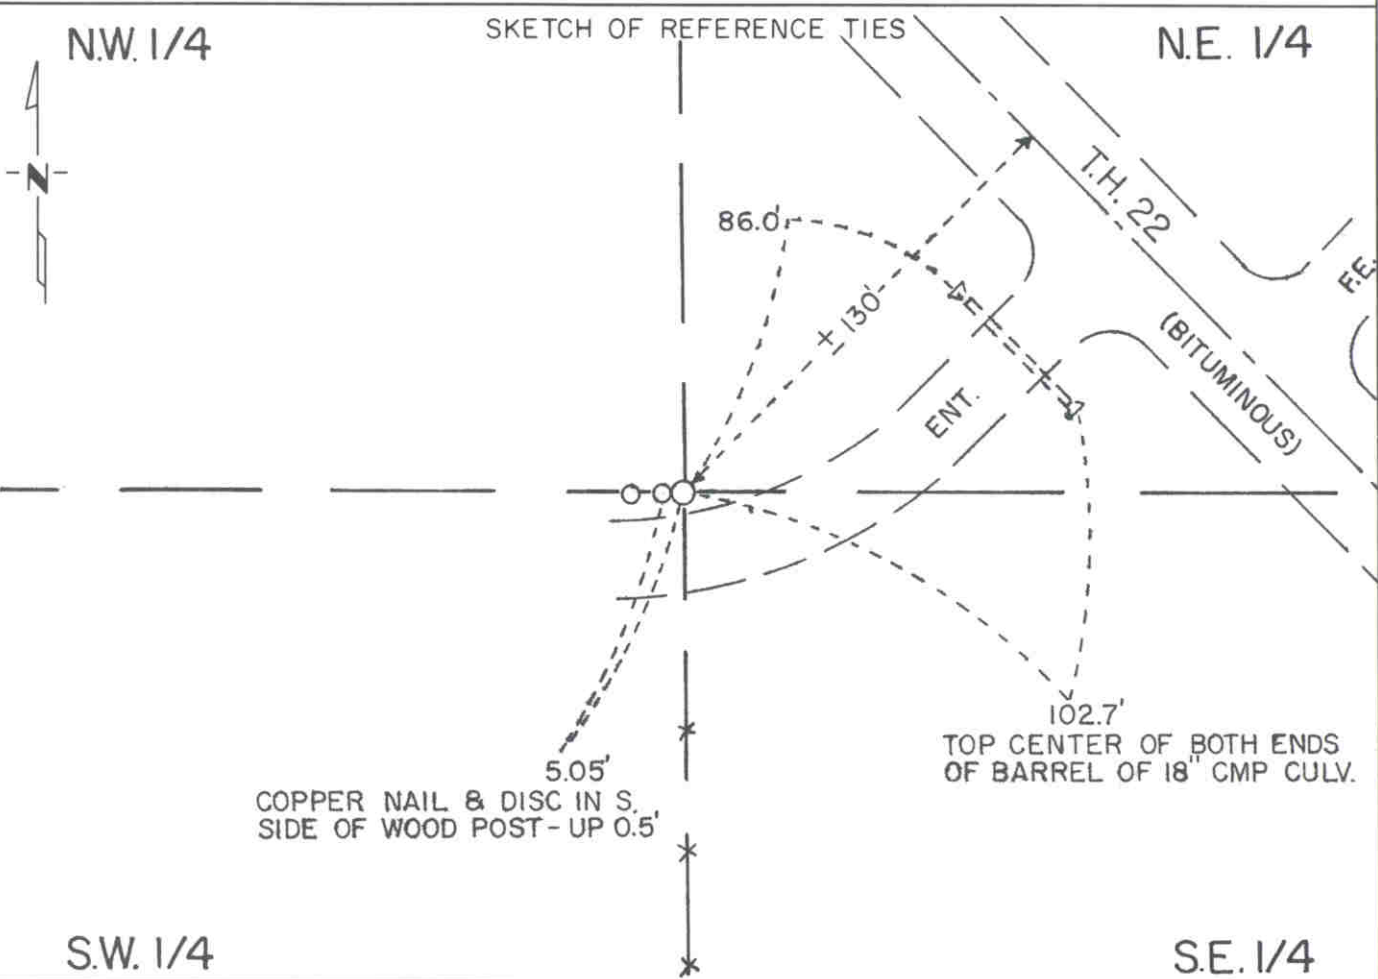 SKETCH OF REFERENCE TIES
N.W. 1/4
N.E. 1/4
N
T.H. 22
86.0'
± 130'
F.E.
(BITUMINOUS)
ENT.
102.7'
TOP CENTER OF BOTH ENDS
OF BARREL OF 18" CMP CULV.
5.05'
COPPER NAIL & DISC IN S.
SIDE OF WOOD POST - UP 0.5'
S.W. 1/4
S.E. 1/4